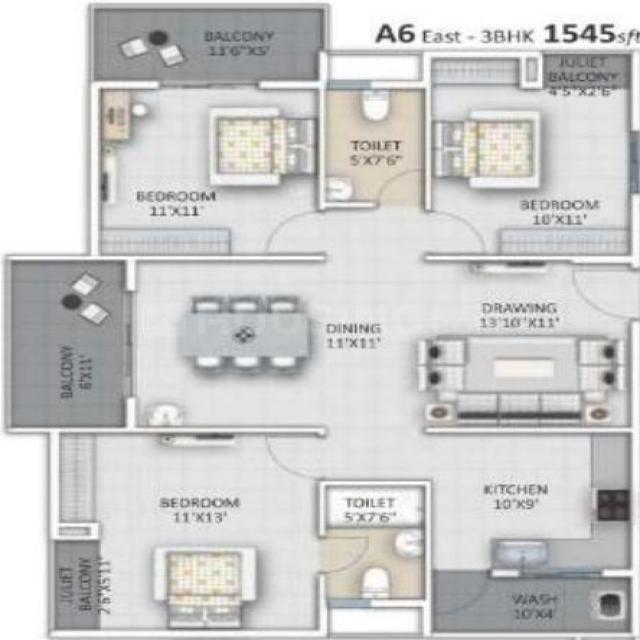 A6 East - 3BHK 1545sft
BALCONY
11'6"X5'
JULIET
BALCONY
4'5"X2'6"
TOILET
5'X7'6"
BEDROOM
11'X11'
BEDROOM
10'X11'
BALCONY
6'X11'
DINING
11'X11'
DRAWING
13'10"X11'
BEDROOM
11'X13'
TOILET
5'X7'6"
KITCHEN
10'X9'
JULIET
BALCONY
2'6"X5'11"
WASH
10'X4'